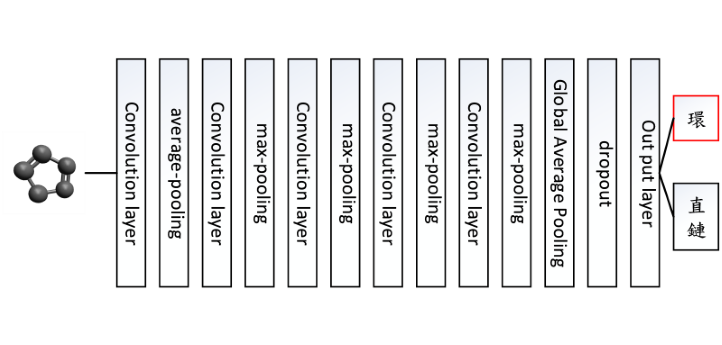 Convolution layer
average-pooling
Convolution layer
max-pooling
Convolution layer
max-pooling
Convolution layer
max-pooling
Convolution layer
max-pooling
Global Average Pooling
dropout
Out put layer
環
直
鏈